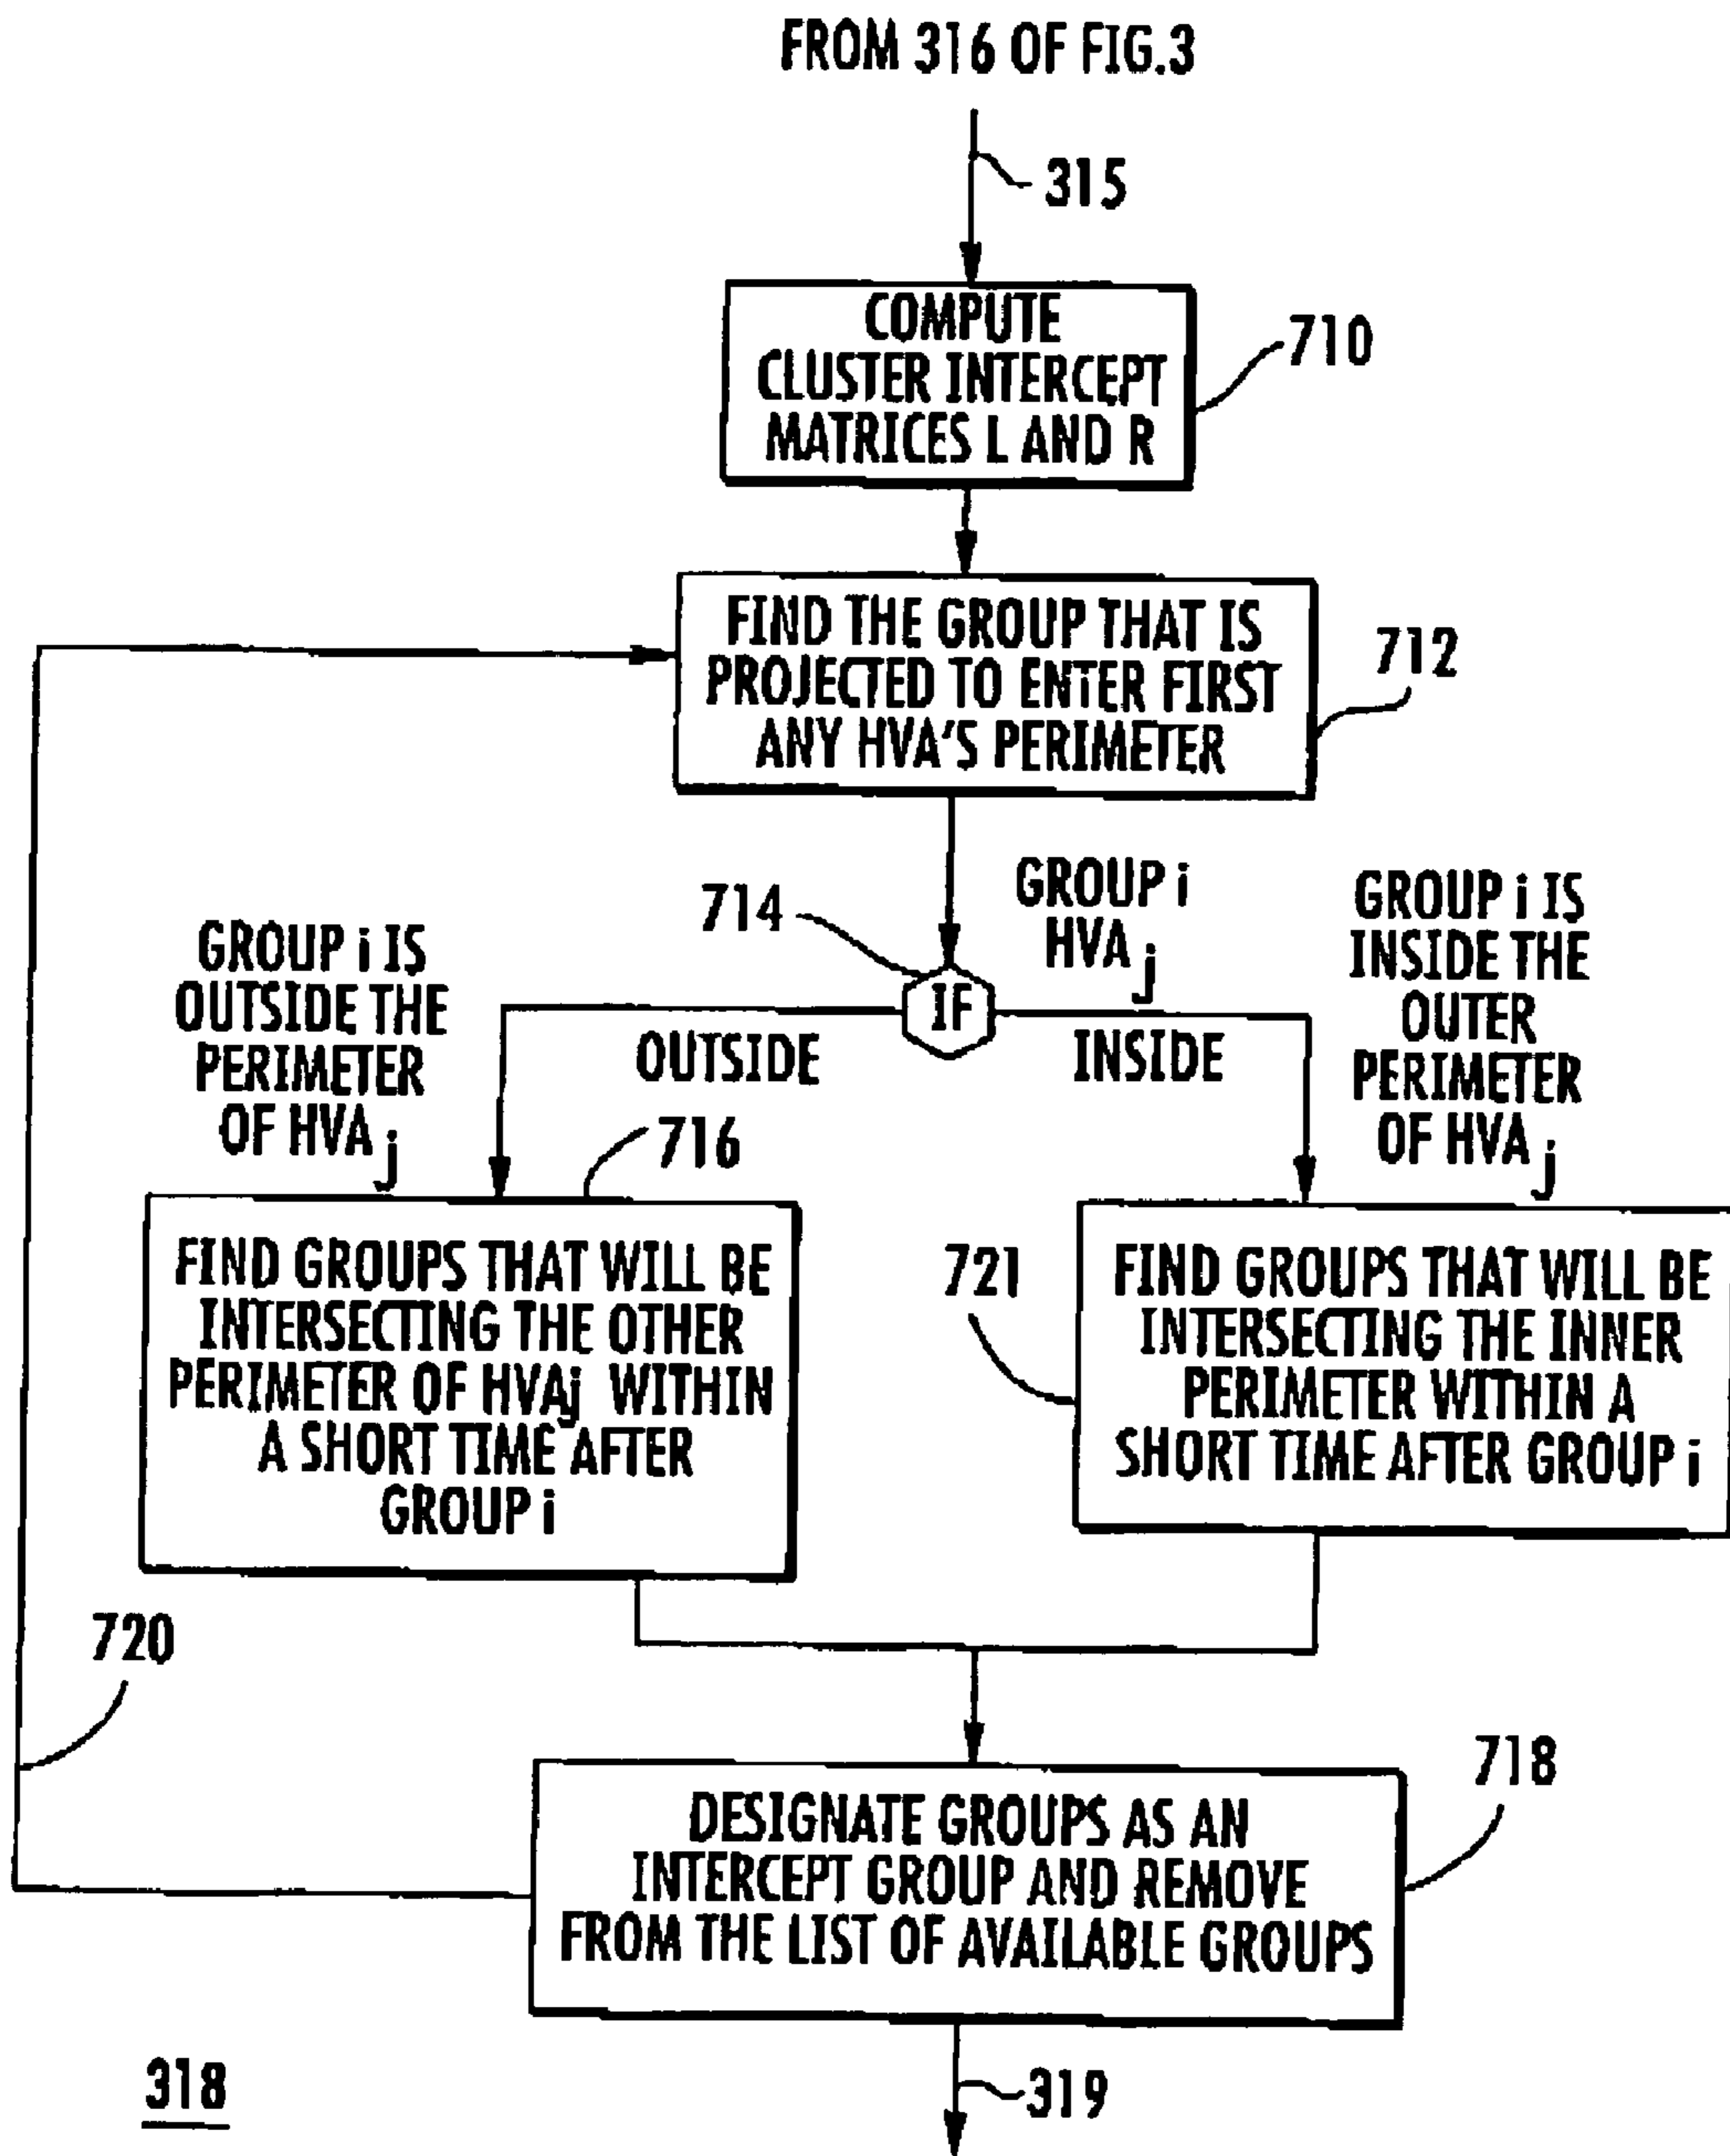 FROM 316 OF FIG.3
315
COMPUTE
CLUSTER INTERCEPT
MATRICES L AND R
710
FIND THE GROUP THAT IS
PROJECTED TO ENTER FIRST
ANY HVA'S PERIMETER
712
714
GROUP i
HVA j
IF
GROUP i IS
OUTSIDE THE
PERIMETER
OF HVA j
OUTSIDE
INSIDE
GROUP i IS
INSIDE THE
OUTER
PERIMETER
OF HVA j
716
FIND GROUPS THAT WILL BE
INTERSECTING THE OTHER
PERIMETER OF HVAj WITHIN
A SHORT TIME AFTER
GROUP i
721
FIND GROUPS THAT WILL BE
INTERSECTING THE INNER
PERIMETER WITHIN A
SHORT TIME AFTER GROUP i
720
718
DESIGNATE GROUPS AS AN
INTERCEPT GROUP AND REMOVE
FROM THE LIST OF AVAILABLE GROUPS
318
319